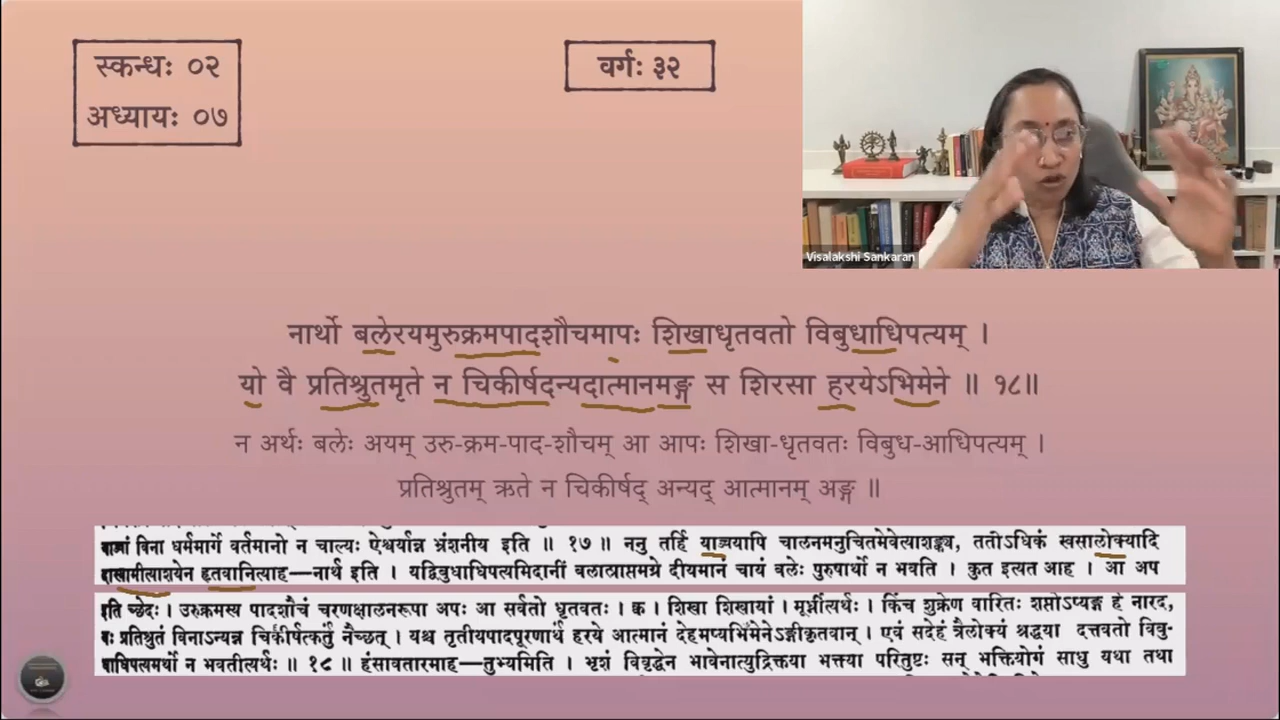 स्कन्धः ०२
अध्यायः ०७
वर्गः ३२
Visalakshi Sankaran
नार्थो बलेरयमुरुक्रमपादशौचमापः शिखाधृतवतो विबुधाधिपत्यम् ।
यो वै प्रतिश्रुतमृते न चिकीर्षदन्यदात्मानमङ्ग स शिरसा हरयेऽभिमेने ॥ १८॥
न अर्थः बलेः अयम् उरु-क्रम-पाद-शौचम् आ आपः शिखा-धृतवतः विबुध-आधिपत्यम् ।
प्रतिश्रुतम् ऋते न चिकीर्षद् अन्यद् आत्मानम् अङ्ग ॥
विना धर्ममार्गे वर्तमानो न चाल्यः ऐश्वर्यान्न भ्रंशनीय इति ॥ १७ ॥ ननु तर्हि याच्ञयापि चालनमनुचितमेवेत्याशङ्क्य, ततोऽधिकं स्वसालोक्यादि
दास्यामीत्याशयेन हृतवानित्याह—नार्थ इति । यद्विबुधाधिपत्यमिदानीं बलात्प्राप्तमग्रे दीयमानं चायं बलेः पुरुषार्थो न भवति । कुत इत्यत आह । आ अप
इति च्छेदः । उरुक्रमस्य पादशौचं चरणक्षालनरूपा अपः आ सर्वतो धृतवतः । क्व । शिखा शिखायां । मूर्ध्नीत्यर्थः । किंच शुक्रेण वारितः शप्तोऽप्यङ्ग हे नारद,
यः प्रतिश्रुतं विनाऽन्यन्न चिकीर्षत्कर्तुं नैच्छत् । यश्च तृतीयपादपूरणार्थं हरये आत्मानं देहमप्यभिमेनेऽङ्गीकृतवान् । एवं सदेहं त्रैलोक्यं श्रद्धया दत्तवतो विबु-
धाधिपत्यमर्थो न भवतीत्यर्थः ॥ १८ ॥ हंसावतारमाह—तुभ्यमिति । भृशं विवृद्धेन भावेनात्युद्रिक्तया भक्त्या परितुष्टः सन् भक्तियोगं साधु यथा तथा